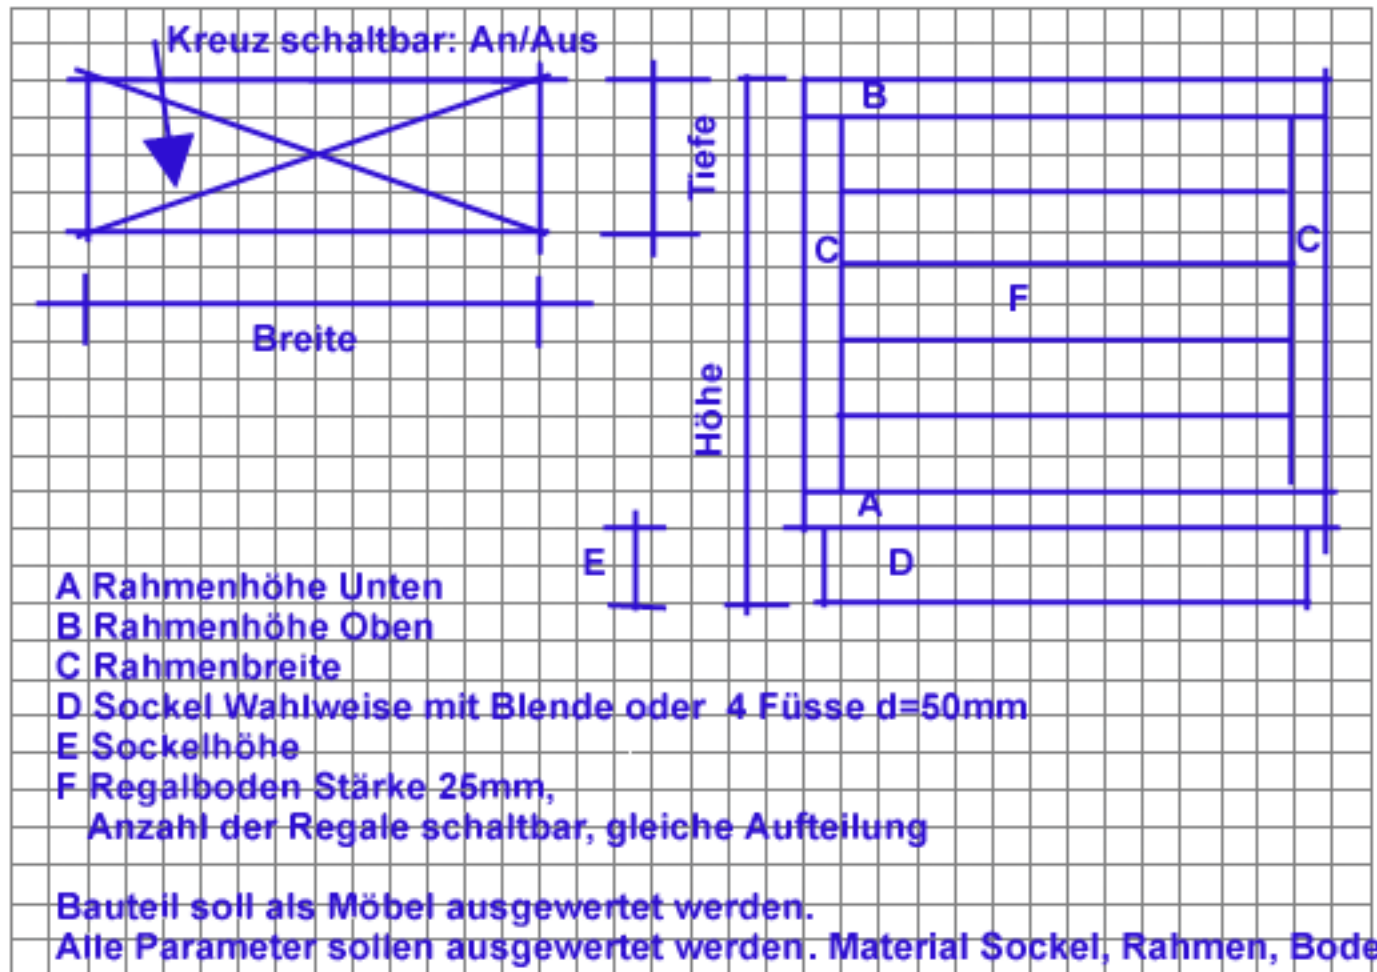 Kreuz schaltbar: An/Aus
Tiefe
Breite
Höhe
B
C
C
F
A
E
D
A Rahmenhöhe Unten
B Rahmenhöhe Oben
C Rahmenbreite
D Sockel Wahlweise mit Blende oder 4 Füsse d=50mm
E Sockelhöhe
F Regalboden Stärke 25mm,
Anzahl der Regale schaltbar, gleiche Aufteilung
Bauteil soll als Möbel ausgewertet werden.
Alle Parameter sollen ausgewertet werden. Material Sockel, Rahmen, Bode